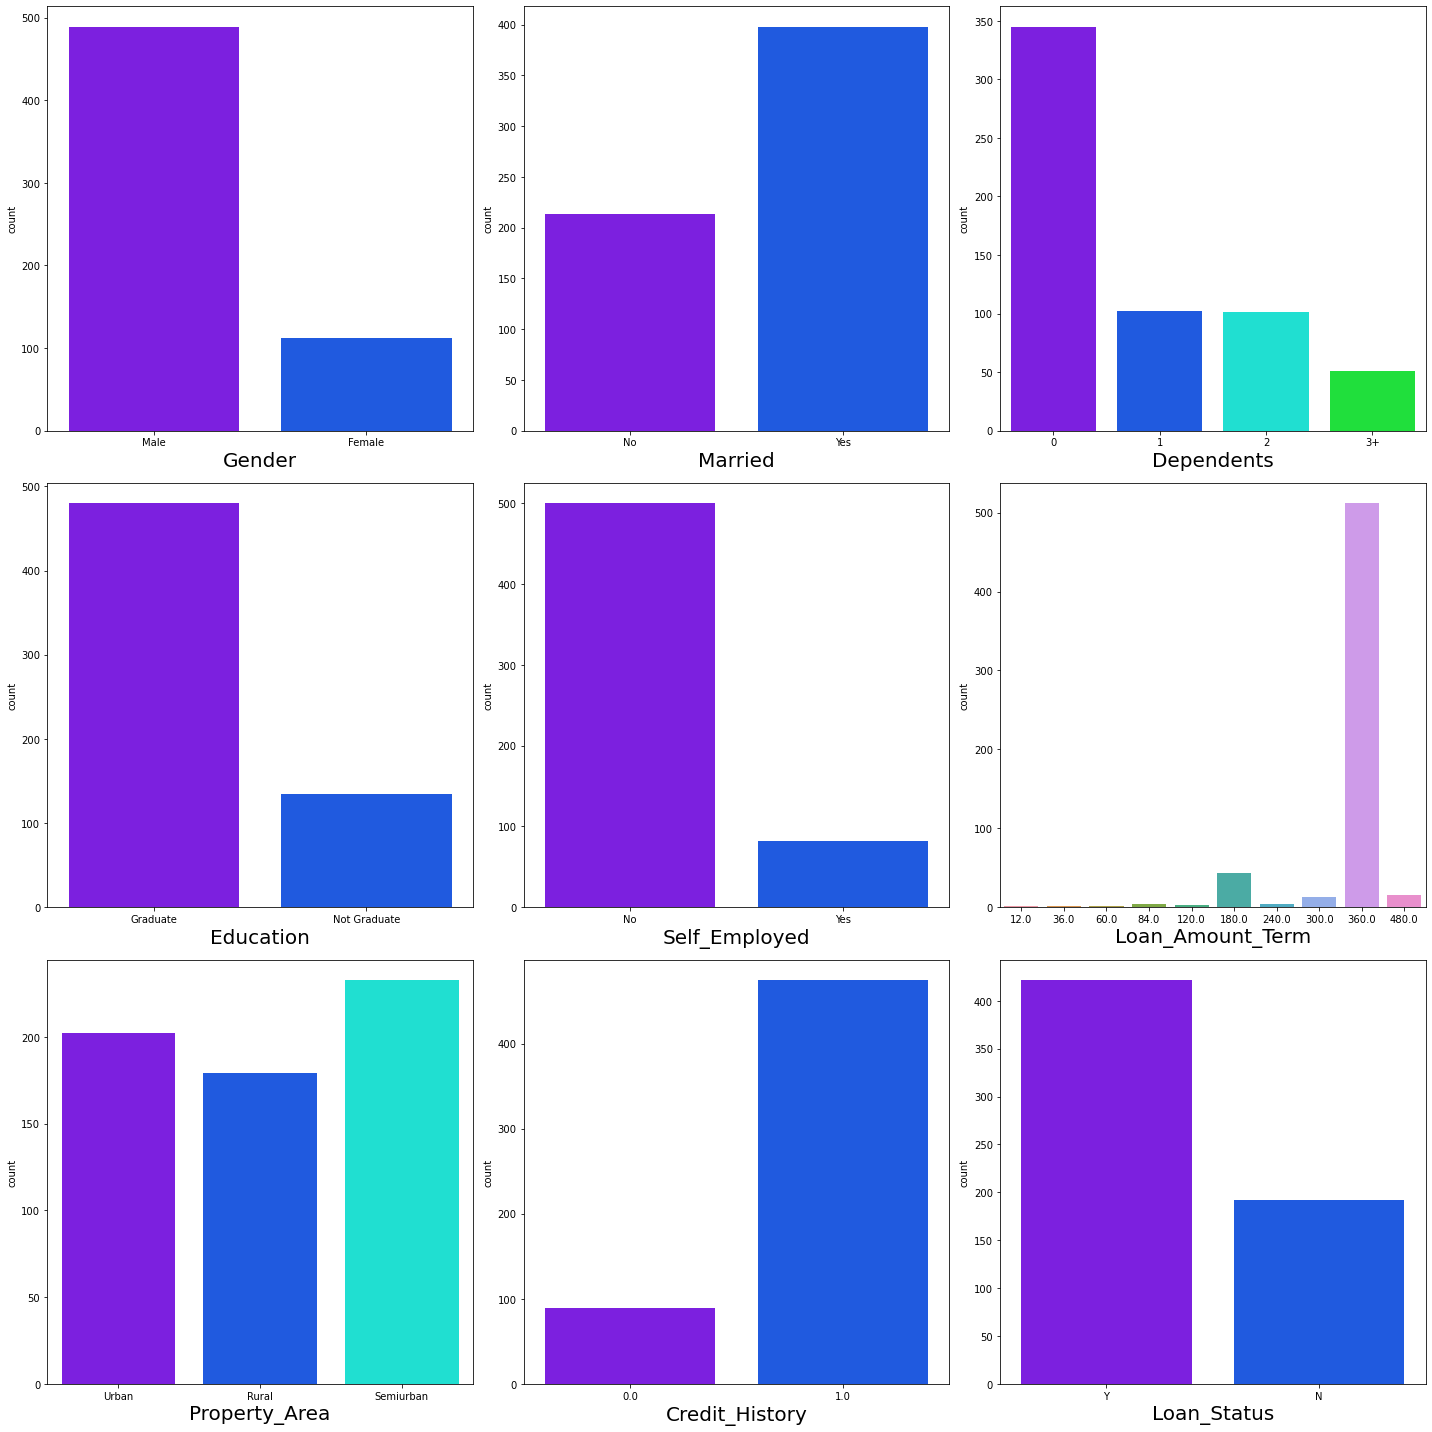 500
400
300
200
100
0
count
Male Female
Gender
400
350
300
250
200
150
100
50
0
count
No Yes
Married
350
300
250
200
150
100
50
0
count
0 1 2 3+
Dependents
500
400
300
200
100
0
count
Graduate Not Graduate
Education
500
400
300
200
100
0
count
No Yes
Self_Employed
500
400
300
200
100
0
count
12.0 36.0 60.0 84.0 120.0 180.0 240.0 300.0 360.0 480.0
Loan_Amount_Term
200
150
100
50
0
count
Urban Rural Semiurban
Property_Area
400
300
200
100
0
count
0.0 1.0
Credit_History
400
350
300
250
200
150
100
50
0
count
Y N
Loan_Status